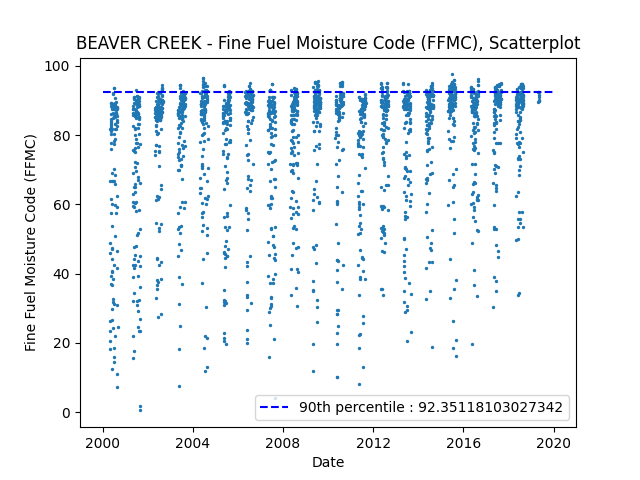 BEAVER CREEK - Fine Fuel Moisture Code (FFMC), Scatterplot
Fine Fuel Moisture Code (FFMC)
100
80
60
40
20
0
90th percentile : 92.35118103027342
2000 2004 2008 2012 2016 2020
Date